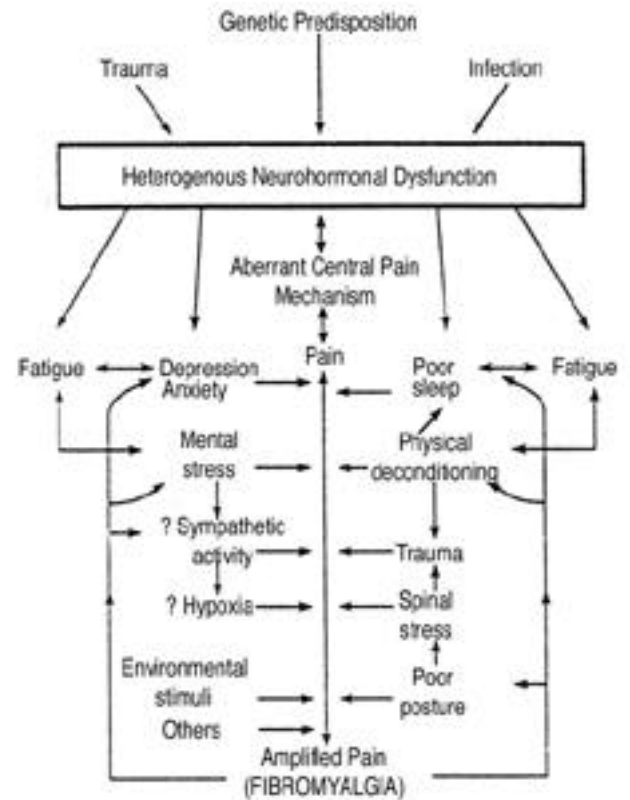 Genetic Predisposition
Trauma
Infection
Heterogenous Neurohormonal Dysfunction
Aberrant Central Pain
Mechanism
Pain
Fatigue
Depression
Anxiety
Poor
sleep
Fatigue
Mental
stress
Physical
deconditioning
? Sympathetic
activity
Trauma
? Hypoxia
Spinal
stress
Environmental
stimuli
Poor
posture
Others
Amplified Pain
(FIBROMYALGIA)